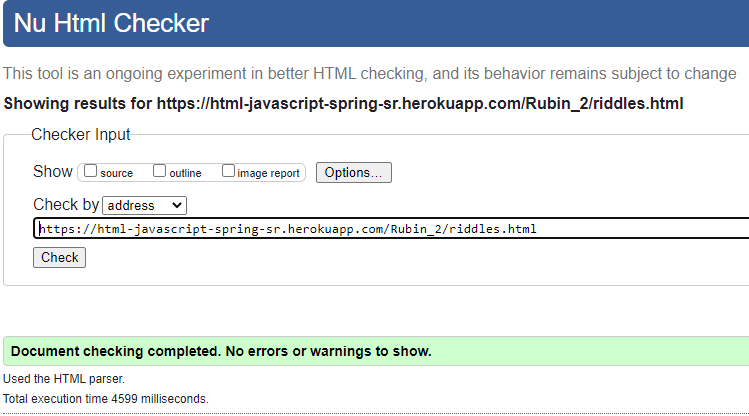 Nu Html Checker
This tool is an ongoing experiment in better HTML checking, and its behavior remains subject to change
Showing results for https://html-javascript-spring-sr.herokuapp.com/Rubin_2/riddles.html
Checker Input
Show source outline image report Options...
Check by address
https://html-javascript-spring-sr.herokuapp.com/Rubin_2/riddles.html
Check
Document checking completed. No errors or warnings to show.
Used the HTML parser.
Total execution time 4599 milliseconds.